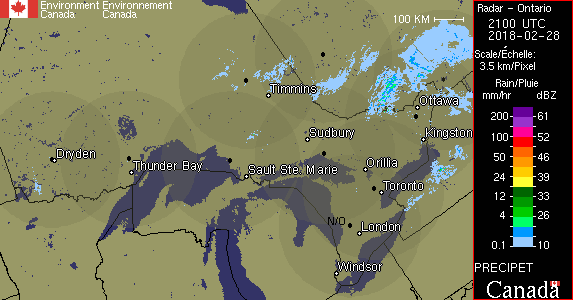 Environment Environnement
Canada Canada
100 KM
Timmins
Ottawa
Sudbury
Kingston
Dryden
Thunder Bay
Sault Ste. Marie
Orillia
Toronto
N/O
London
Windsor
Radar - Ontario
2100 UTC
2018-02-28
Scale/Échelle:
3.5 km/Pixel
Rain/Pluie
mm/hr dBZ
200 61
100 52
50 46
24 39
12 33
4 26
2 20
0.1 10
PRECIPET
Canada